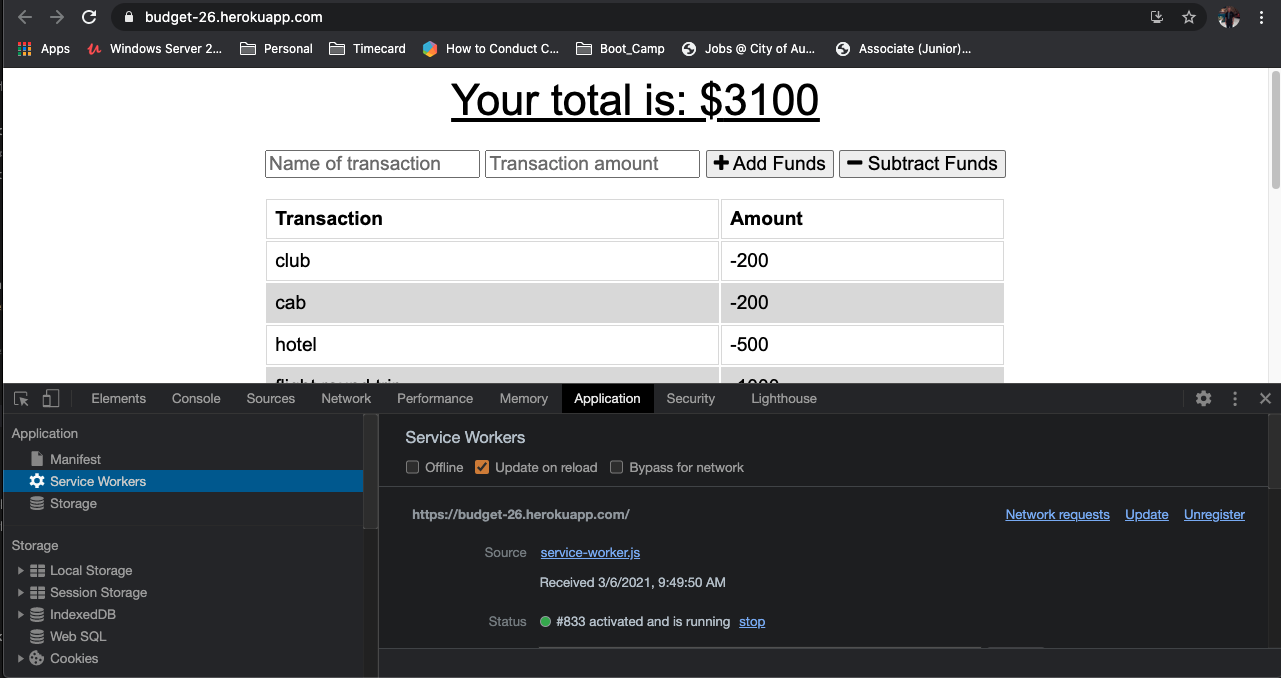 budget-26.herokuapp.com
Apps Windows Server 2... Personal Timecard How to Conduct C... Boot_Camp Jobs @ City of Au... Associate (Junior)...
Your total is: $3100
Name of transaction Transaction amount Add Funds Subtract Funds
Transaction Amount
club -200
cab -200
hotel -500
Elements Console Sources Network Performance Memory Application Security Lighthouse
Application
Manifest
Service Workers
Storage
Storage
Local Storage
Session Storage
IndexedDB
Web SQL
Cookies
Service Workers
Offline Update on reload Bypass for network
https://budget-26.herokuapp.com/ Network requests Update Unregister
Source service-worker.js
Received 3/6/2021, 9:49:50 AM
Status #833 activated and is running stop